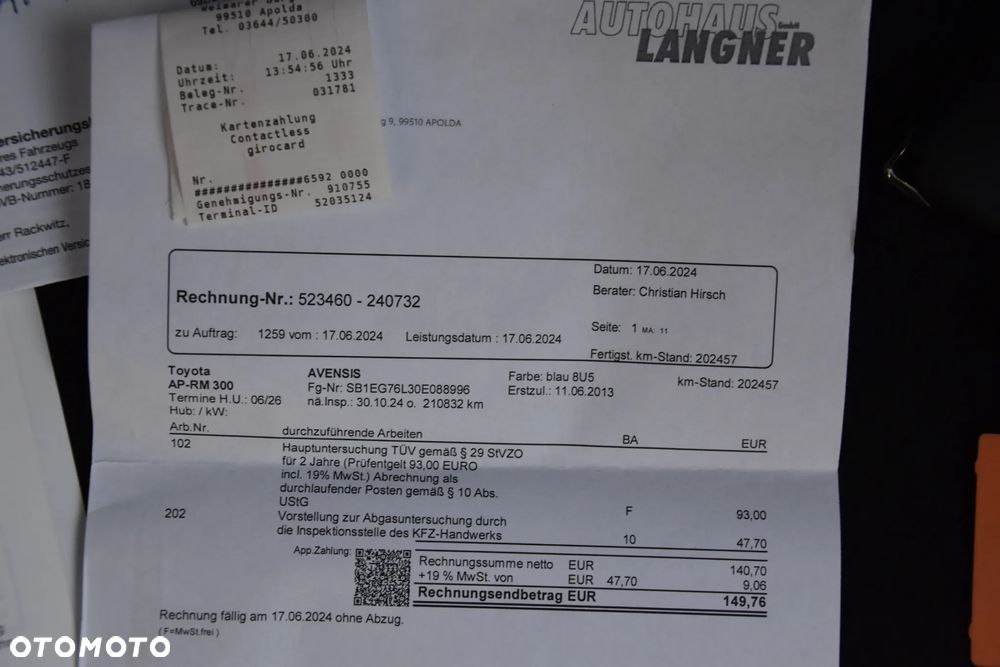 99510 Apolda
Tel. 03644/50300
Datum: 17.06.2024
Uhrzeit: 13:54:56 Uhr
Beleg-Nr. 1333
Trace-Nr. 031781
Kartenzahlung
Contactless
girocard
Nr.
###############6592 0000
Genehmigungs-Nr. 910755
Terminal-ID 52035124
AUTOHAUS GmbH
LANGNER
g 9, 99510 APOLDA
ersicherungs
res Fahrzeugs
43/512447-F
nerungsschutzes
VB-Nummer: 18
err Rackwitz,
ektronischen Versic
Datum: 17.06.2024
Berater: Christian Hirsch
Rechnung-Nr.: 523460 - 240732
Seite: 1 MA: 11
zu Auftrag: 1259 vom : 17.06.2024 Leistungsdatum : 17.06.2024
Fertigst. km-Stand: 202457
Toyota AVENSIS Farbe: blau 8U5 km-Stand: 202457
AP-RM 300 Fg-Nr: SB1EG76L30E088996 Erstzul.: 11.06.2013
Termine H.U.: 06/26 nä.Insp.: 30.10.24 o. 210832 km
Hub: / kW:
Arb.Nr. durchzuführende Arbeiten BA EUR
102 Hauptuntersuchung TÜV gemäß § 29 StVZO
für 2 Jahre (Prüfentgelt 93,00 EURO
incl. 19% MwSt.) Abrechnung als
durchlaufender Posten gemäß § 10 Abs.
UStG F 93,00
202 Vorstellung zur Abgasuntersuchung durch
die Inspektionsstelle des KFZ-Handwerks 10 47,70
App.Zahlung:
Rechnungssumme netto EUR 140,70
+19 % MwSt. von EUR 47,70 9,06
Rechnungsendbetrag EUR 149,76
Rechnung fällig am 17.06.2024 ohne Abzug.
( F=MwSt.frei )
OTOMOTO